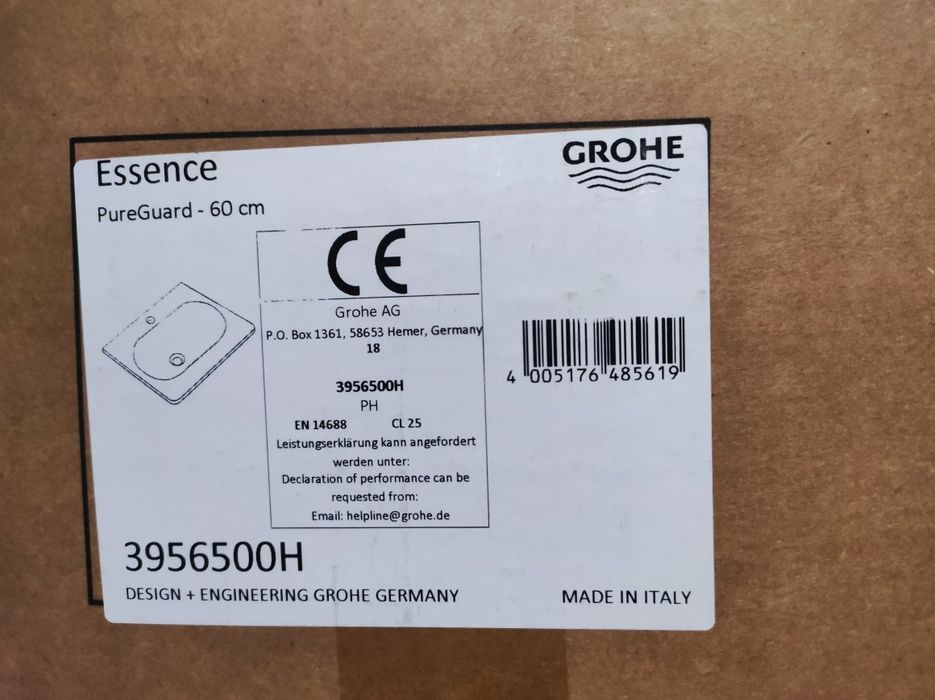 Essence
GROHE
PureGuard - 60 cm
CE
Grohe AG
P.O. Box 1361, 58653 Hemer, Germany
18
3956500H
PH
EN 14688 CL 25
Leistungserklärung kann angefordert
werden unter:
Declaration of performance can be
requested from:
Email: helpline@grohe.de
4 005176 485619
3956500H
DESIGN + ENGINEERING GROHE GERMANY
MADE IN ITALY